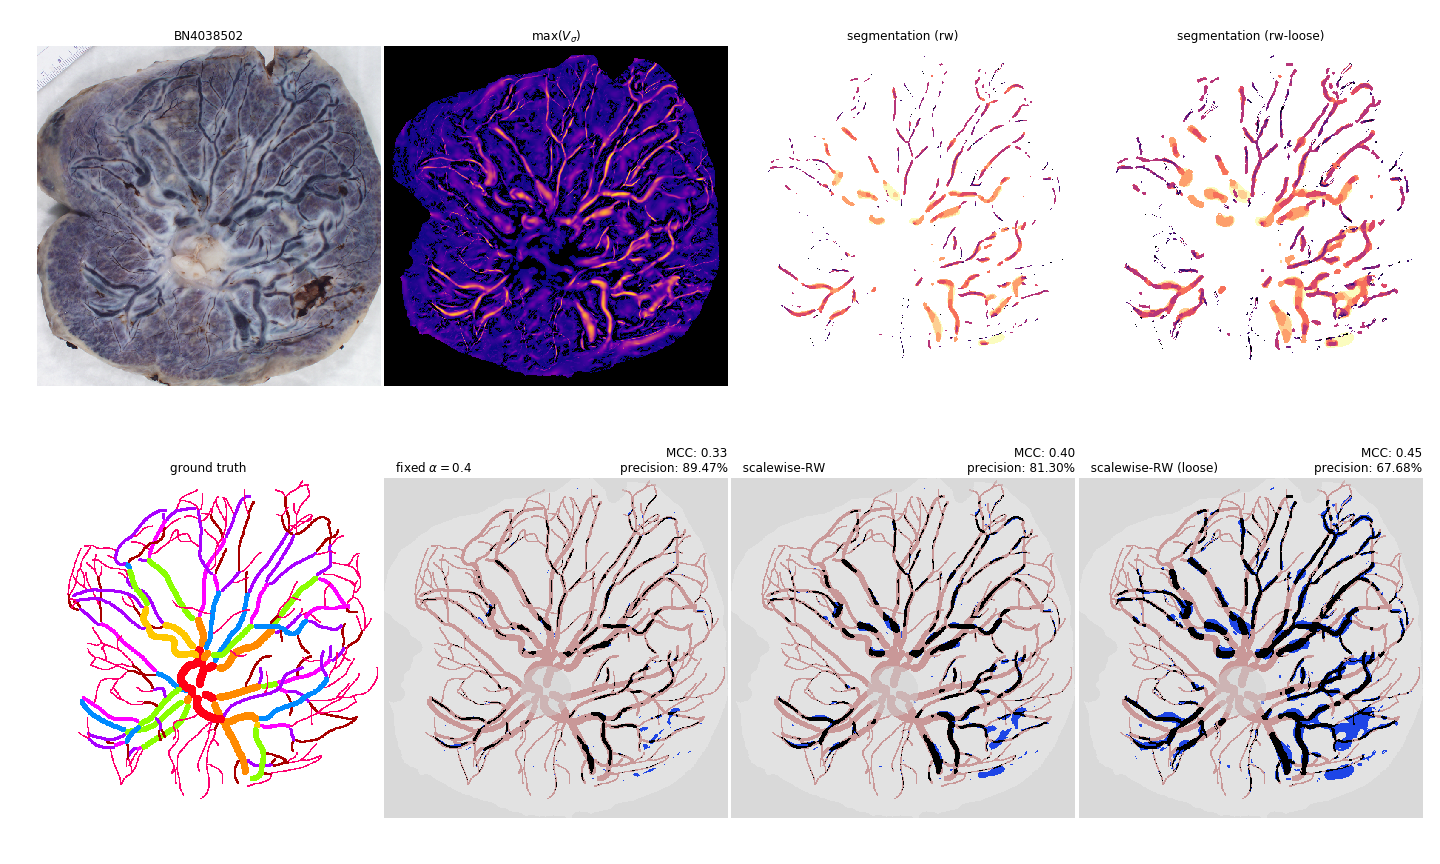 BN4038502
max(V_σ)
segmentation (rw)
segmentation (rw-loose)
ground truth
fixed α = 0.4
MCC: 0.33
precision: 89.47%
scalewise-RW
MCC: 0.40
precision: 81.30%
scalewise-RW (loose)
MCC: 0.45
precision: 67.68%